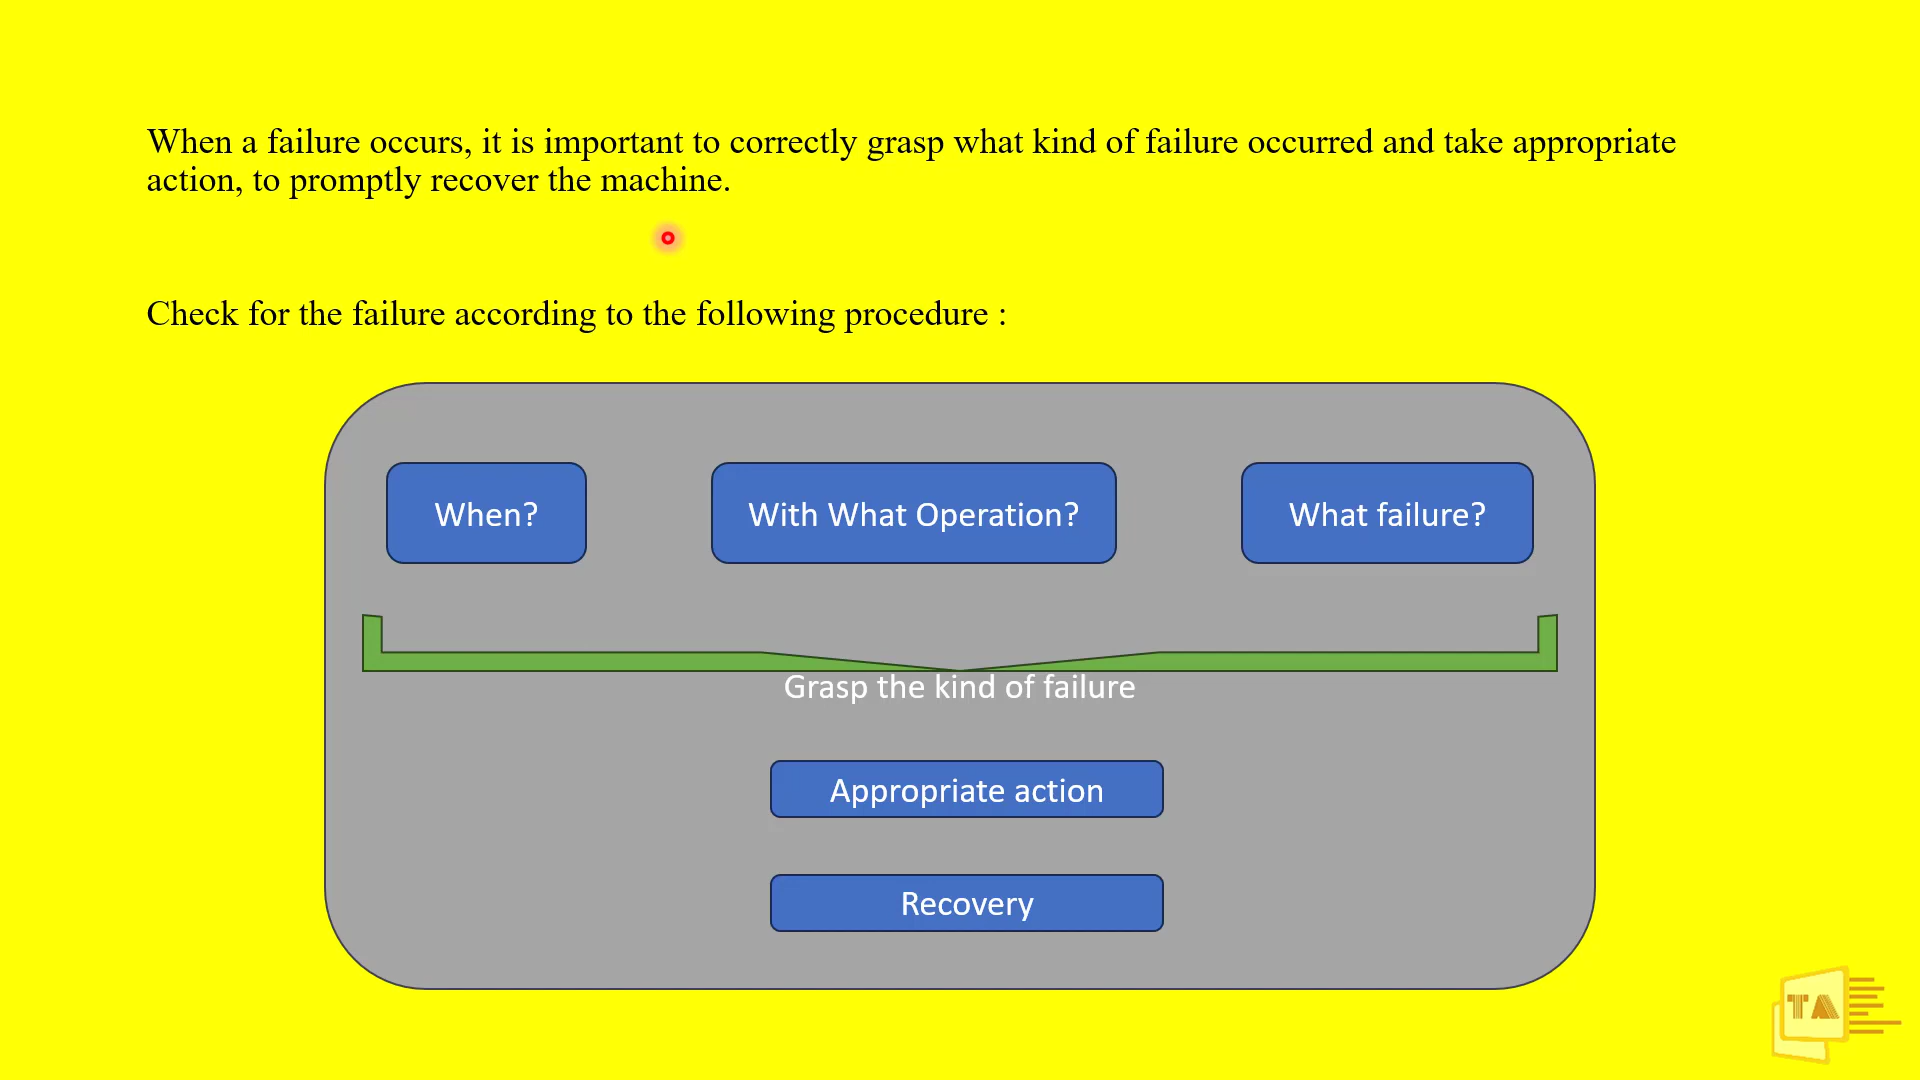 When a failure occurs, it is important to correctly grasp what kind of failure occurred and take appropriate
action, to promptly recover the machine.
Check for the failure according to the following procedure :
When?
With What Operation?
What failure?
Grasp the kind of failure
Appropriate action
Recovery
TA